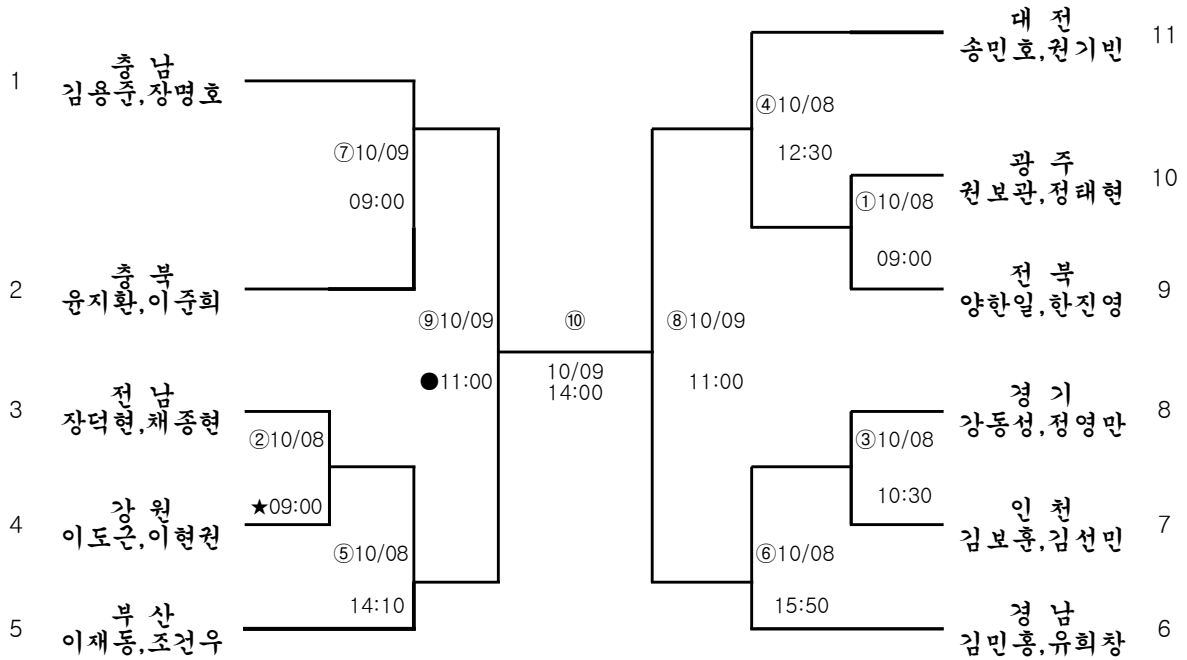 1
충 남
김용준,장명호
⑦10/09
09:00
2
충 북
윤지환,이준희
3
전 남
장덕현,채종현
②10/08
★09:00
4
강 원
이도근,이현권
⑤10/08
14:10
5
부 산
이재동,조건우
⑨10/09
●11:00
⑩
10/09
14:00
⑧10/09
11:00
대 전
송민호,권기빈
11
④10/08
12:30
광 주
권보관,정태현
10
①10/08
09:00
전 북
양한일,한진영
9
경 기
강동성,정영만
8
③10/08
10:30
인 천
김보훈,김선민
7
⑥10/08
15:50
경 남
김민홍,유희창
6